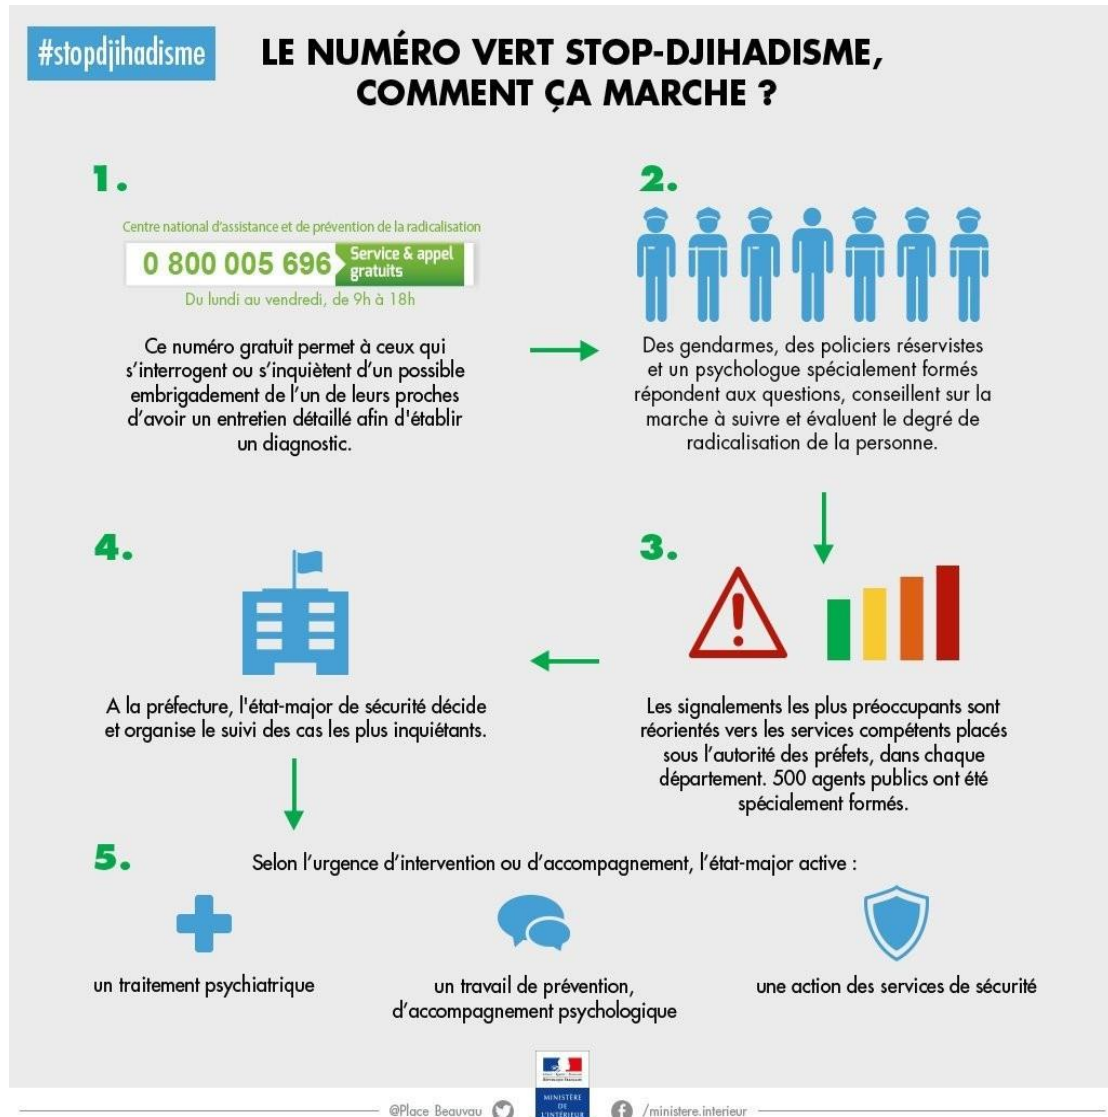 #stopdjihadisme
LE NUMÉRO VERT STOP-DJIHADISME,
COMMENT ÇA MARCHE ?
1.
Centre national d'assistance et de prévention de la radicalisation
0 800 005 696
Service & appel
gratuits
Du lundi au vendredi, de 9h à 18h
Ce numéro gratuit permet à ceux qui
s'interrogent ou s'inquiètent d'un possible
embrigadement de l'un de leurs proches
d'avoir un entretien détaillé afin d'établir
un diagnostic.
2.
Des gendarmes, des policiers réservistes
et un psychologue spécialement formés
répondent aux questions, conseillent sur la
marche à suivre et évaluent le degré de
radicalisation de la personne.
3.
Les signalements les plus préoccupants sont
réorientés vers les services compétents placés
sous l'autorité des préfets, dans chaque
département. 500 agents publics ont été
spécialement formés.
4.
A la préfecture, l'état-major de sécurité décide
et organise le suivi des cas les plus inquiétants.
5.
Selon l'urgence d'intervention ou d'accompagnement, l'état-major active :
un traitement psychiatrique
un travail de prévention,
d'accompagnement psychologique
une action des services de sécurité
@Place_Beauvau
MINISTÈRE
DE
L'INTÉRIEUR
/ministere.interieur